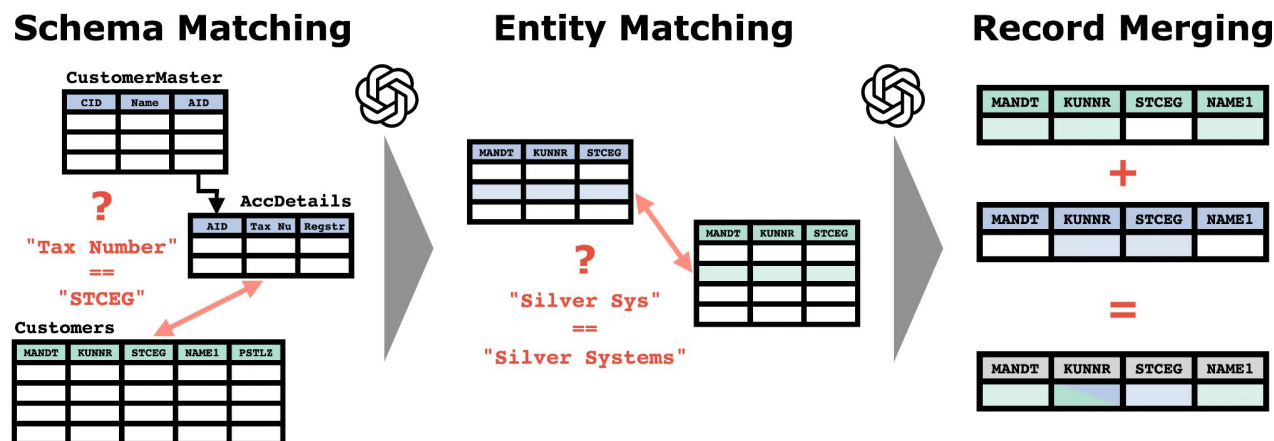 Schema Matching
CustomerMaster
CID Name AID
?
"Tax Number"
==
"STCEG"
AccDetails
AID Tax Nu Regstr
Customers
MANDT KUNNR STCEG NAME1 PSTLZ
Entity Matching
MANDT KUNNR STCEG
?
"Silver Sys"
==
"Silver Systems"
MANDT KUNNR STCEG
Record Merging
MANDT KUNNR STCEG NAME1
+
MANDT KUNNR STCEG NAME1
=
MANDT KUNNR STCEG NAME1